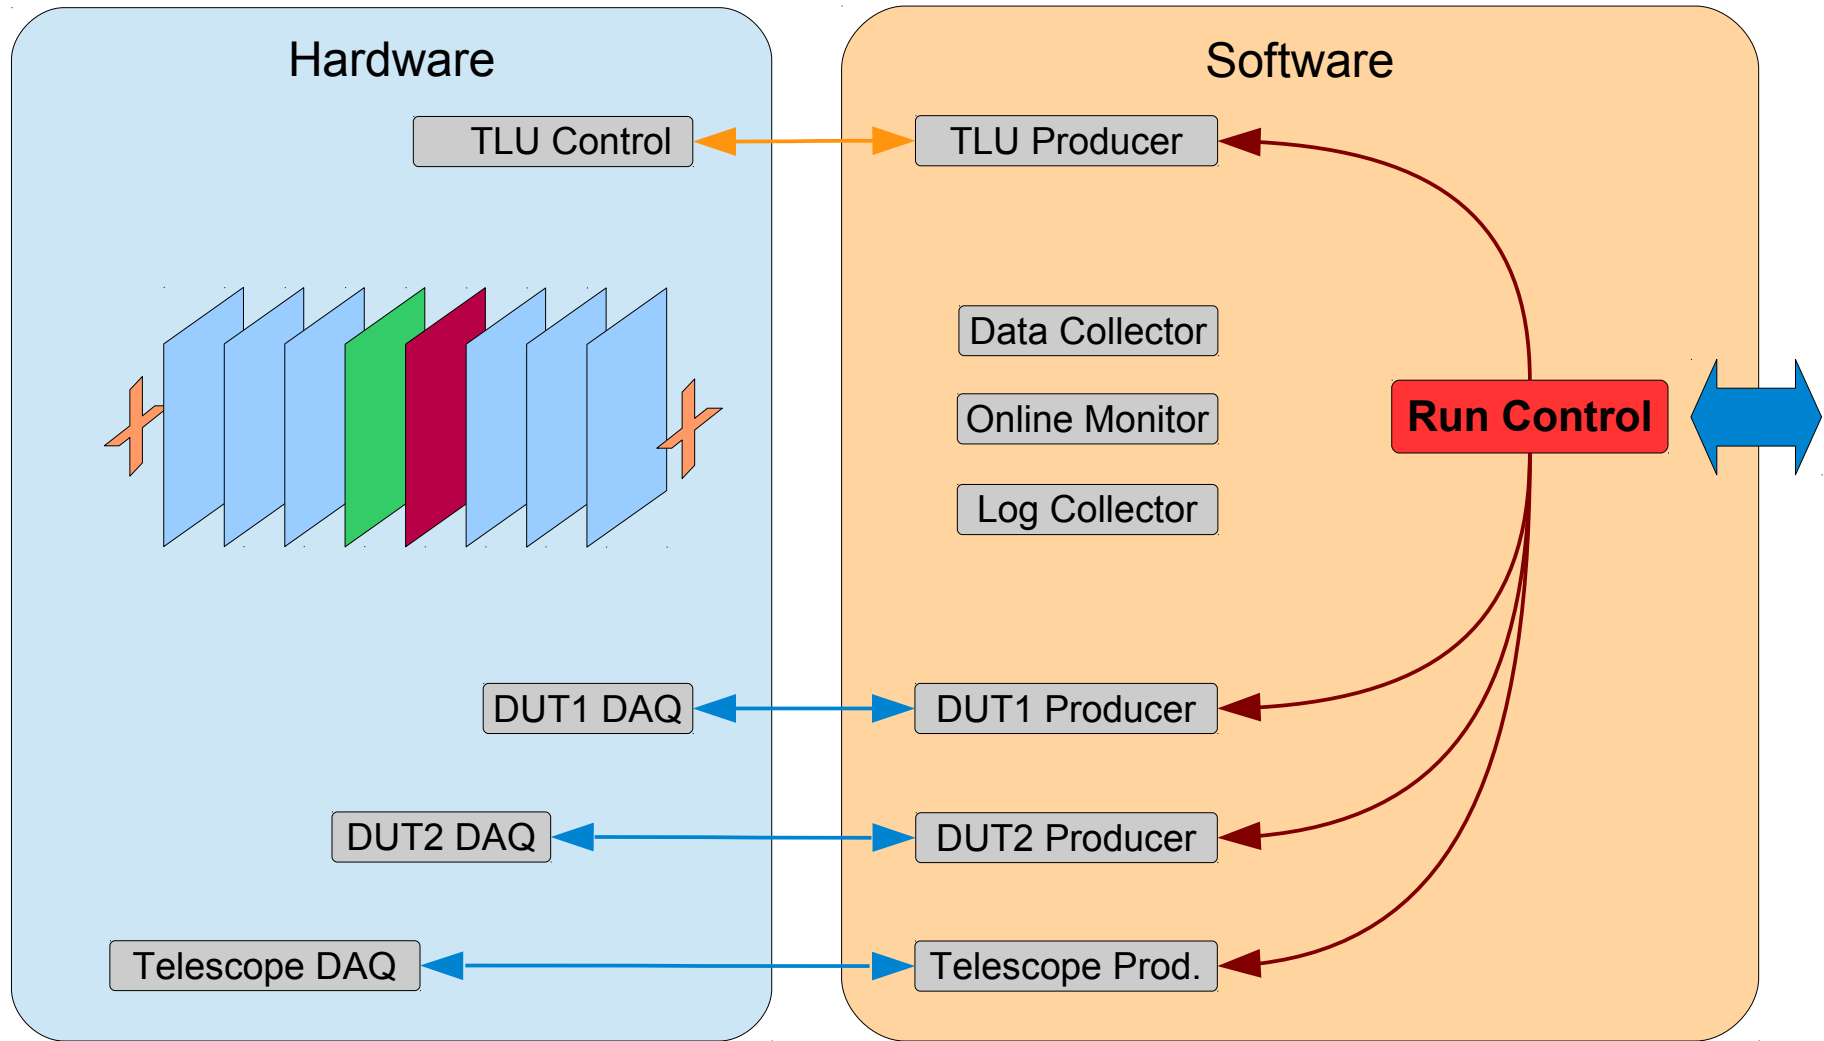 Hardware
Software
TLU Control
TLU Producer
Data Collector
Online Monitor
Run Control
Log Collector
DUT1 DAQ
DUT1 Producer
DUT2 DAQ
DUT2 Producer
Telescope DAQ
Telescope Prod.